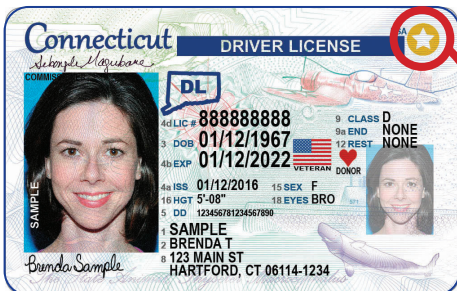 Connecticut
DRIVER LICENSE
COMMIS
DL
4d LIC # 888888888
9 CLASS D
3 DOB 01/12/1967
9a END NONE
4b EXP 01/12/2022
12 REST NONE
VETERAN
DONOR
4a ISS 01/12/2016 15 SEX F
16 HGT 5'-08" 18 EYES BRO
5 DD 123456781234567890
SAMPLE
1 SAMPLE
2 BRENDA T
8 123 MAIN ST
HARTFORD, CT 06114-1234
Brenda Sample